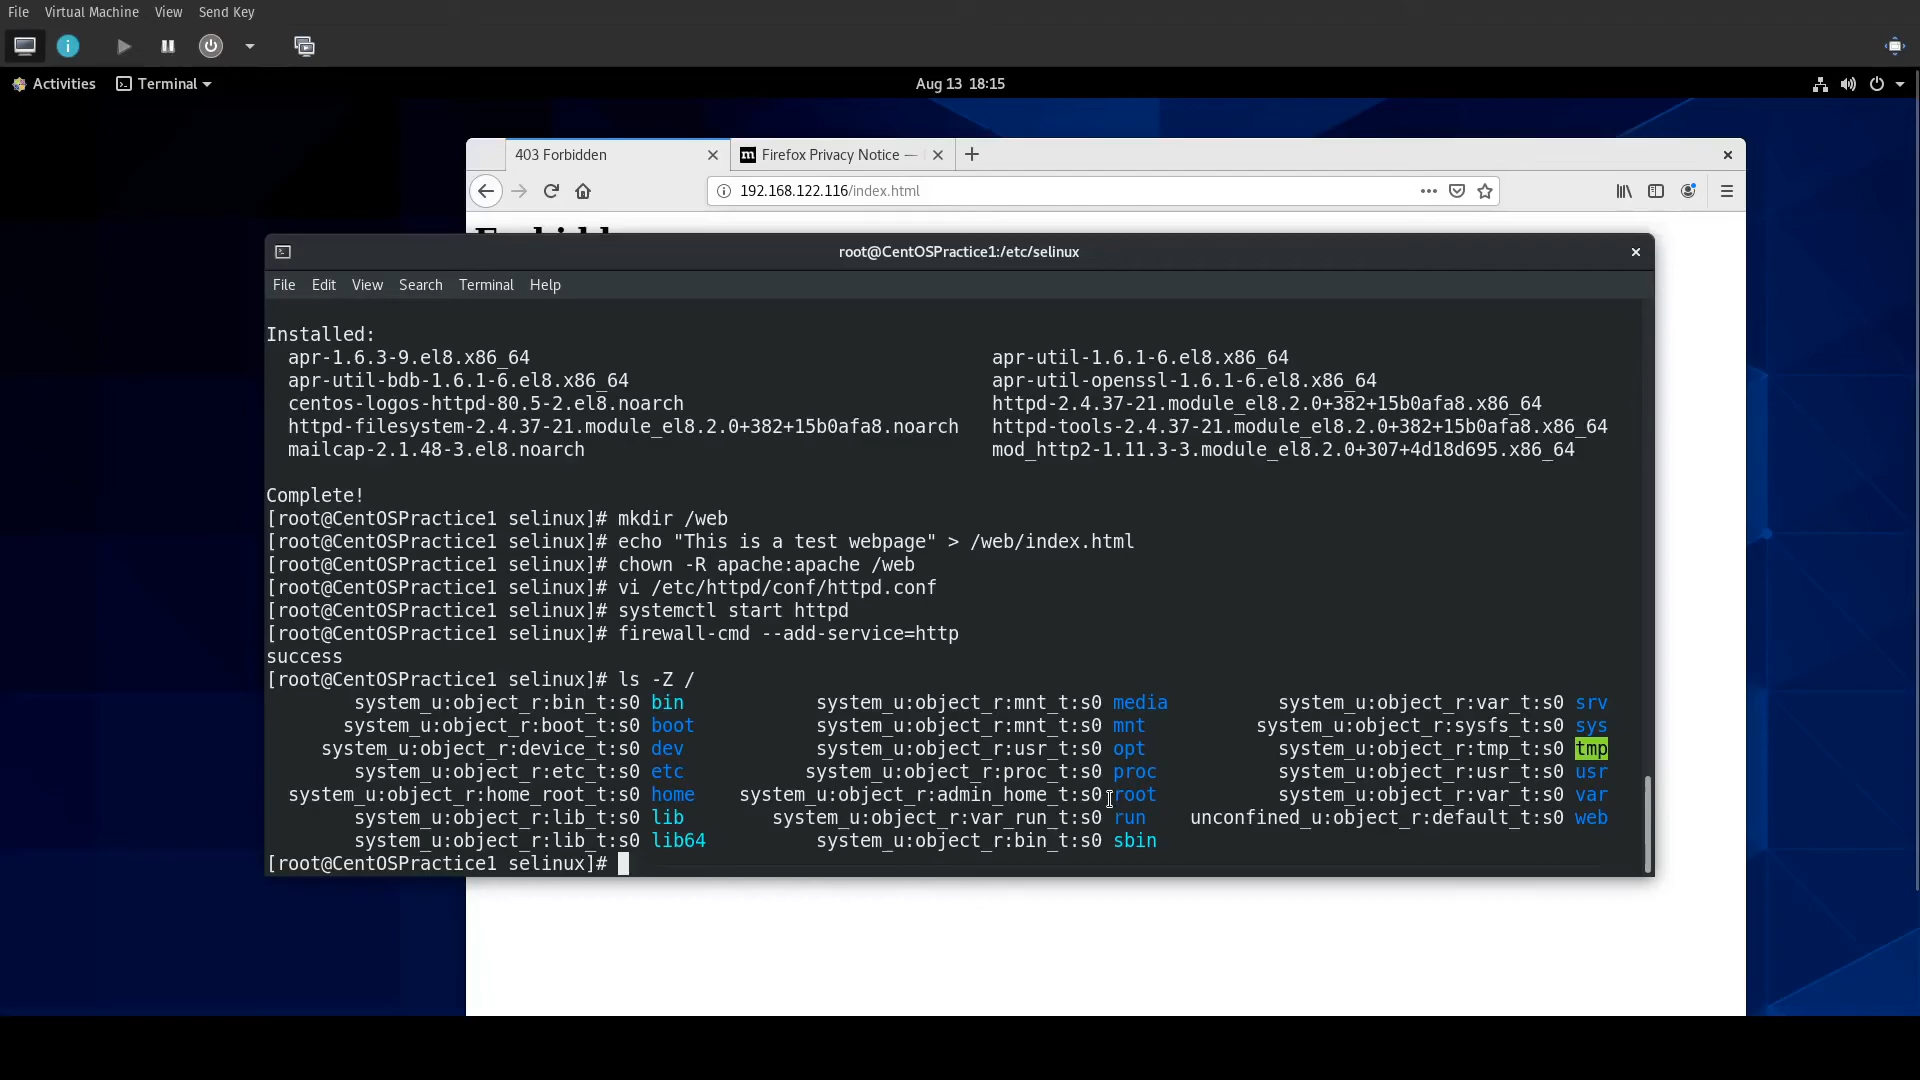 File Virtual Machine View Send Key
Activities Terminal Aug 13 18:15
403 Forbidden Firefox Privacy Notice —
192.168.122.116/index.html
root@CentOSPractice1:/etc/selinux
File Edit View Search Terminal Help
Installed:
apr-1.6.3-9.el8.x86_64 apr-util-1.6.1-6.el8.x86_64
apr-util-bdb-1.6.1-6.el8.x86_64 apr-util-openssl-1.6.1-6.el8.x86_64
centos-logos-httpd-80.5-2.el8.noarch httpd-2.4.37-21.module_el8.2.0+382+15b0afa8.x86_64
httpd-filesystem-2.4.37-21.module_el8.2.0+382+15b0afa8.noarch httpd-tools-2.4.37-21.module_el8.2.0+382+15b0afa8.x86_64
mailcap-2.1.48-3.el8.noarch mod_http2-1.11.3-3.module_el8.2.0+307+4d18d695.x86_64
Complete!
[root@CentOSPractice1 selinux]# mkdir /web
[root@CentOSPractice1 selinux]# echo "This is a test webpage" > /web/index.html
[root@CentOSPractice1 selinux]# chown -R apache:apache /web
[root@CentOSPractice1 selinux]# vi /etc/httpd/conf/httpd.conf
[root@CentOSPractice1 selinux]# systemctl start httpd
[root@CentOSPractice1 selinux]# firewall-cmd --add-service=http
success
[root@CentOSPractice1 selinux]# ls -Z /
system_u:object_r:bin_t:s0 bin system_u:object_r:mnt_t:s0 media system_u:object_r:var_t:s0 srv
system_u:object_r:boot_t:s0 boot system_u:object_r:mnt_t:s0 mnt system_u:object_r:sysfs_t:s0 sys
system_u:object_r:device_t:s0 dev system_u:object_r:usr_t:s0 opt system_u:object_r:tmp_t:s0 tmp
system_u:object_r:etc_t:s0 etc system_u:object_r:proc_t:s0 proc system_u:object_r:usr_t:s0 usr
system_u:object_r:home_root_t:s0 home system_u:object_r:admin_home_t:s0 root system_u:object_r:var_t:s0 var
system_u:object_r:lib_t:s0 lib system_u:object_r:var_run_t:s0 run unconfined_u:object_r:default_t:s0 web
system_u:object_r:lib_t:s0 lib64 system_u:object_r:bin_t:s0 sbin
[root@CentOSPractice1 selinux]#